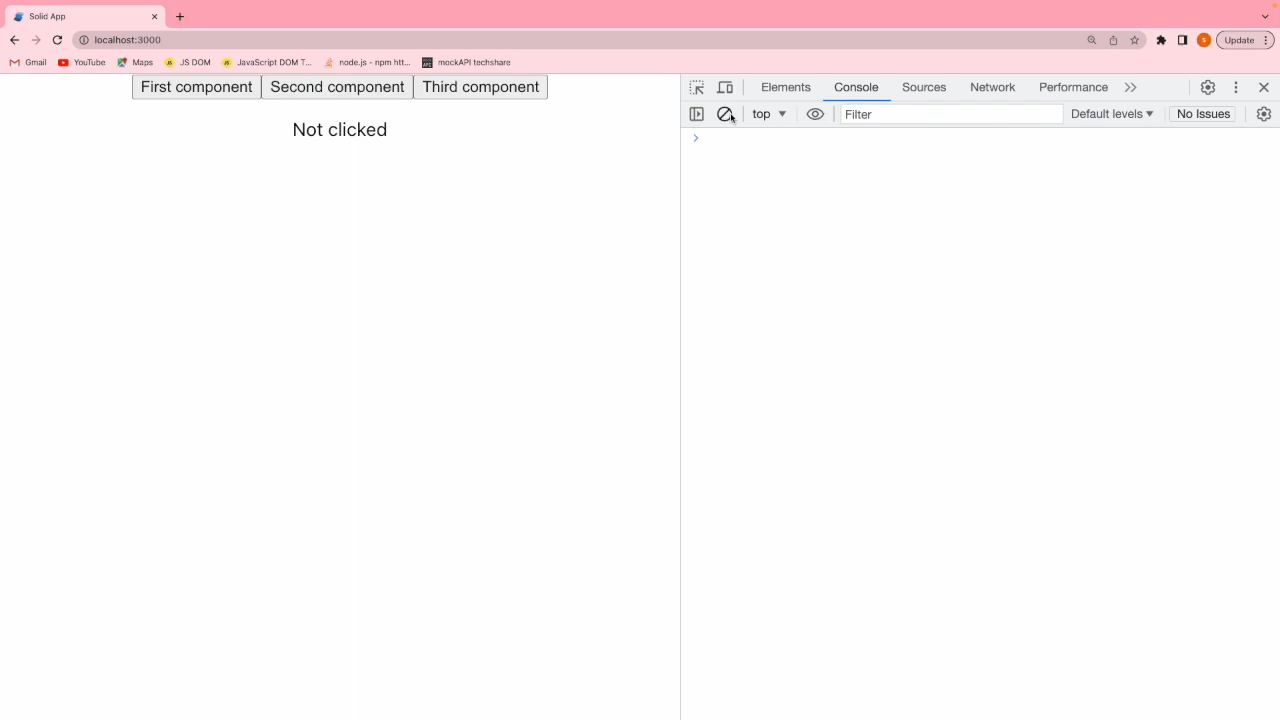 Solid App
localhost:3000
S
Update
Gmail
YouTube
Maps
JS DOM
JavaScript DOM T...
node.js - npm htt...
mockAPI techshare
First component
Second component
Third component
Not clicked
Elements
Console
Sources
Network
Performance
top
Filter
Default levels
No Issues